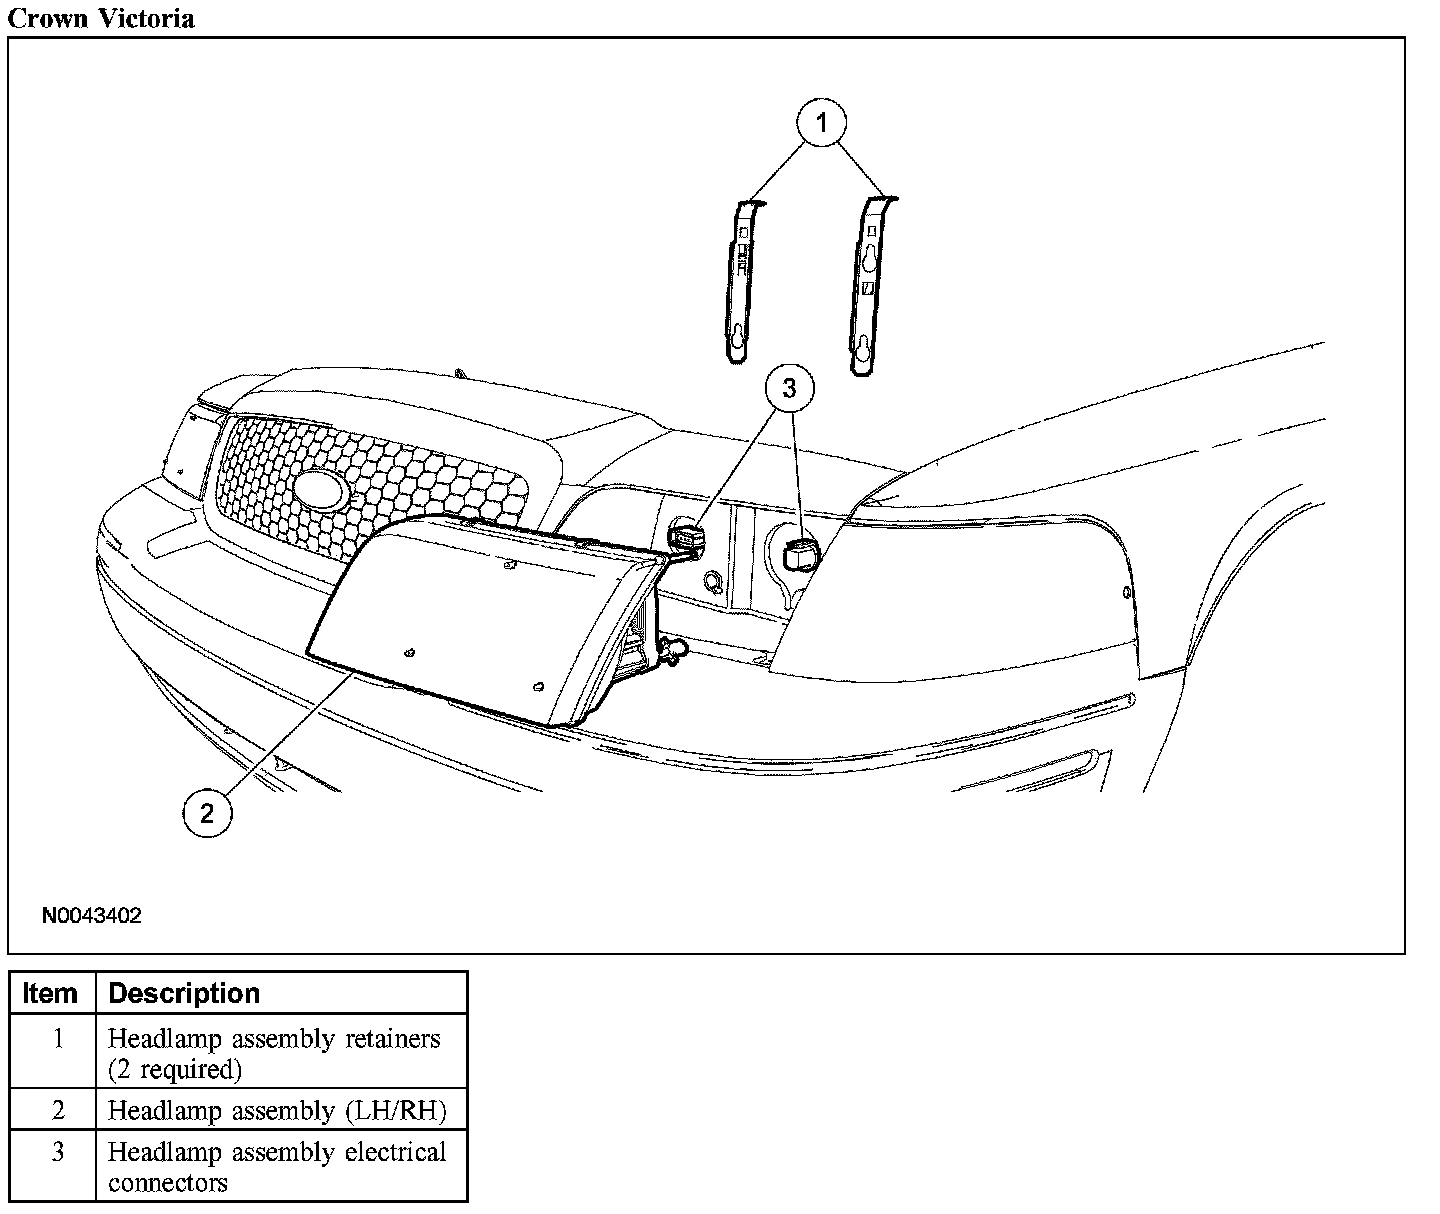 Crown Victoria
1
3
2
N0043402
Item Description
1 Headlamp assembly retainers
(2 required)
2 Headlamp assembly (LH/RH)
3 Headlamp assembly electrical
connectors